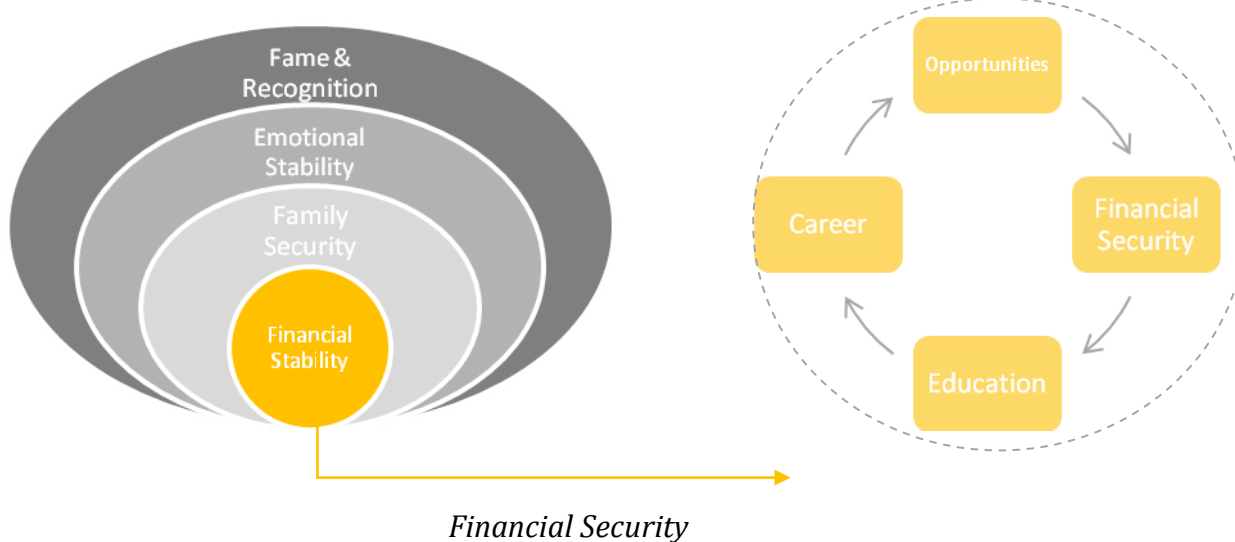 Fame &
Recognition
Emotional
Stability
Family
Security
Financial
Stability
Opportunities
Career
Financial
Security
Education
Financial Security